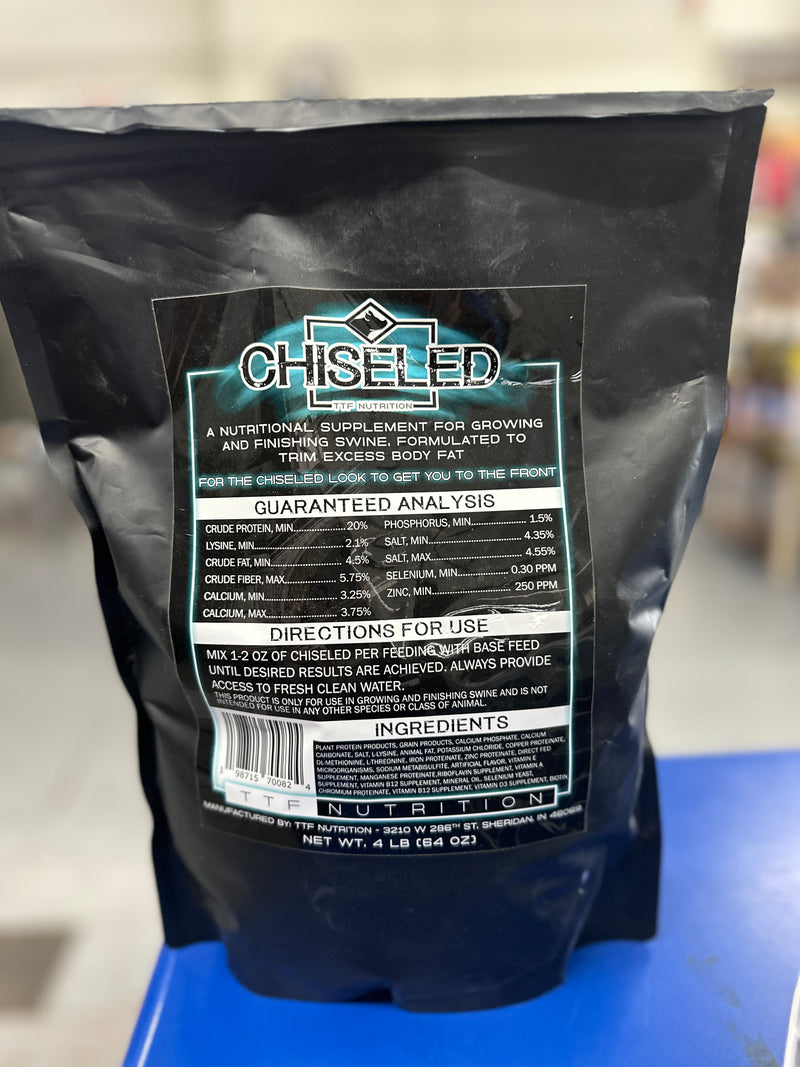 CHISELED
TTF NUTRITION
A NUTRITIONAL SUPPLEMENT FOR GROWING
AND FINISHING SWINE, FORMULATED TO
TRIM EXCESS BODY FAT
FOR THE CHISELED LOOK TO GET YOU TO THE FRONT
GUARANTEED ANALYSIS
CRUDE PROTEIN, MIN.....................20%
LYSINE, MIN.....................2.1%
CRUDE FAT, MIN.....................4.5%
CRUDE FIBER, MAX.....................5.75%
CALCIUM, MIN.....................3.25%
CALCIUM, MAX.....................3.75%
PHOSPHORUS, MIN.....................1.5%
SALT, MIN.....................4.35%
SALT, MAX.....................4.55%
SELENIUM, MIN.....................0.30 PPM
ZINC, MIN.....................250 PPM
DIRECTIONS FOR USE
MIX 1-2 OZ OF CHISELED PER FEEDING WITH BASE FEED
UNTIL DESIRED RESULTS ARE ACHIEVED. ALWAYS PROVIDE
ACCESS TO FRESH CLEAN WATER.
THIS PRODUCT IS ONLY FOR USE IN GROWING AND FINISHING SWINE AND IS NOT
INTENDED FOR USE IN ANY OTHER SPECIES OR CLASS OF ANIMAL.
INGREDIENTS
PLANT PROTEIN PRODUCTS, GRAIN PRODUCTS, CALCIUM PHOSPHATE, CALCIUM
CARBONATE, SALT, L-LYSINE, ANIMAL FAT, POTASSIUM CHLORIDE, COPPER PROTEINATE,
DL-METHIONINE, L-THREONINE, IRON PROTEINATE, ZINC PROTEINATE, DIRECT FED
MICROORGANISMS, SODIUM METABISULFITE, ARTIFICIAL FLAVOR, VITAMIN E
SUPPLEMENT, MANGANESE PROTEINATE, RIBOFLAVIN SUPPLEMENT, VITAMIN A
SUPPLEMENT, VITAMIN B12 SUPPLEMENT, MINERAL OIL, SELENIUM YEAST,
CHROMIUM PROTEINATE, VITAMIN B12 SUPPLEMENT, VITAMIN D3 SUPPLEMENT, BIOTIN
1 98715 70082 4
TTF NUTRITION
MANUFACTURED BY: TTF NUTRITION - 3210 W 286TH ST. SHERIDAN, IN 46069
NET WT. 4 LB (64 OZ)